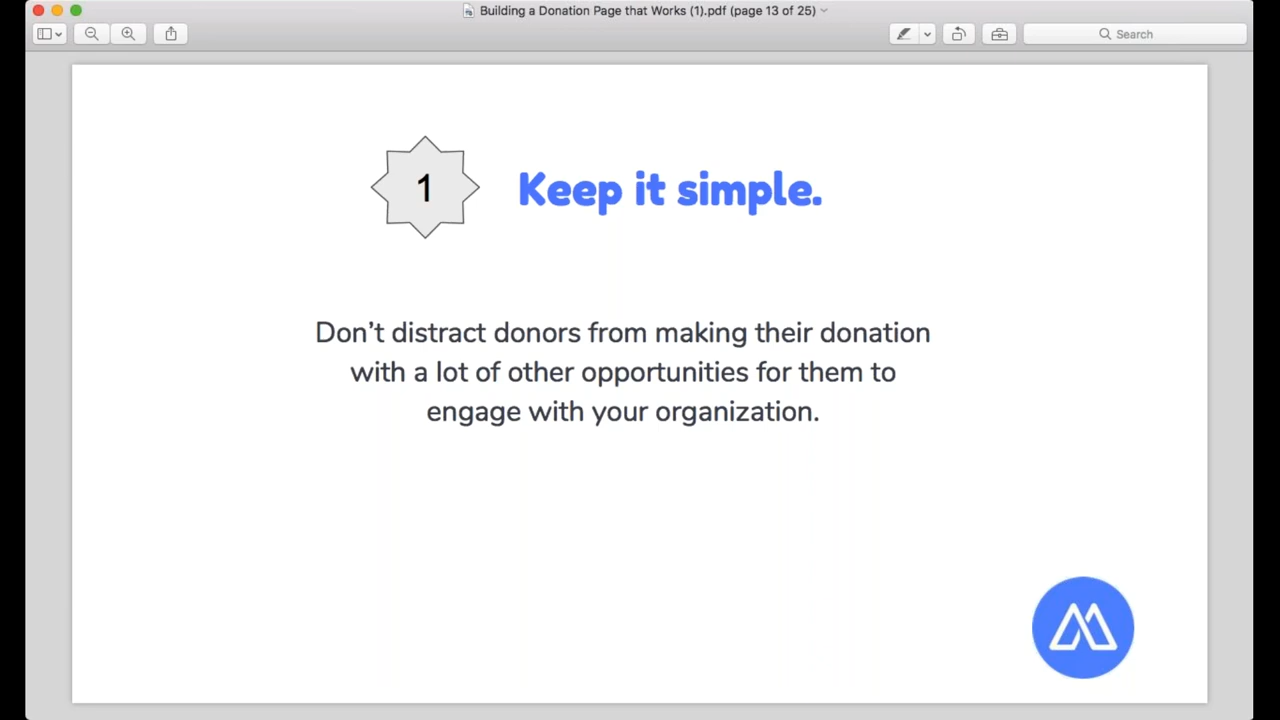 Building a Donation Page that Works (1).pdf (page 13 of 25)
Search
1
Keep it simple.
Don’t distract donors from making their donation
with a lot of other opportunities for them to
engage with your organization.